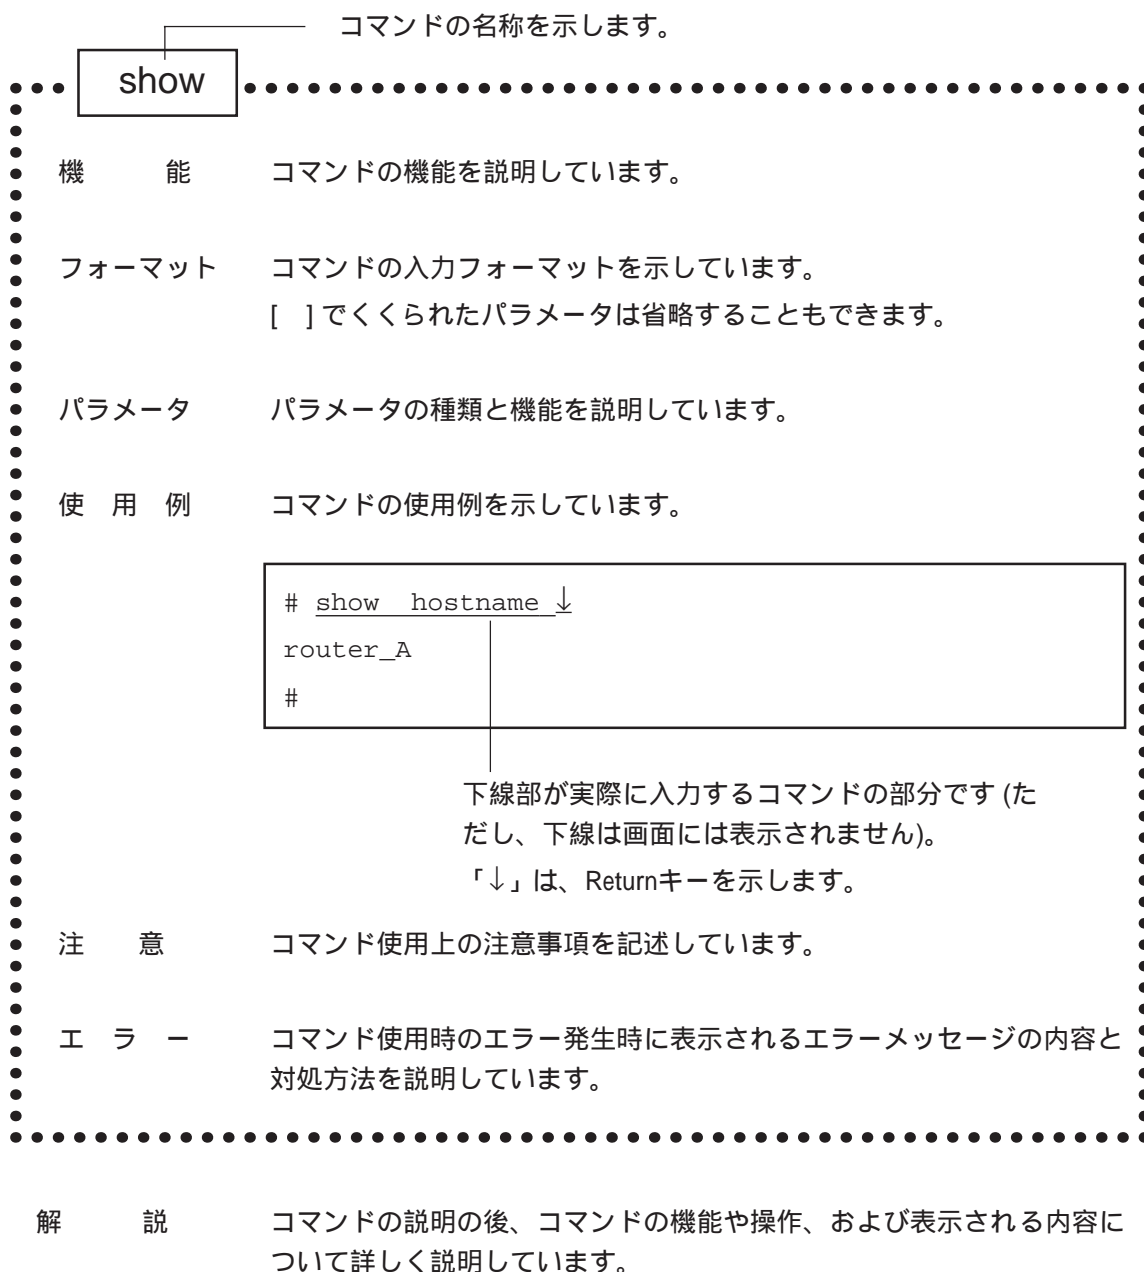 コマンドの名称を示します。
show
機 能 コマンドの機能を説明しています。
フォーマット コマンドの入力フォーマットを示しています。
[ ] でくくられたパラメータは省略することもできます。
パラメータ パラメータの種類と機能を説明しています。
使 用 例 コマンドの使用例を示しています。
# show hostname ↓
router_A
#
下線部が実際に入力するコマンドの部分です (た
だし、下線は画面には表示されません)。
「↓」は、Returnキーを示します。
注 意 コマンド使用上の注意事項を記述しています。
エ ラ ー コマンド使用時のエラー発生時に表示されるエラーメッセージの内容と
対処方法を説明しています。
解 説 コマンドの説明の後、コマンドの機能や操作、および表示される内容に
ついて詳しく説明しています。